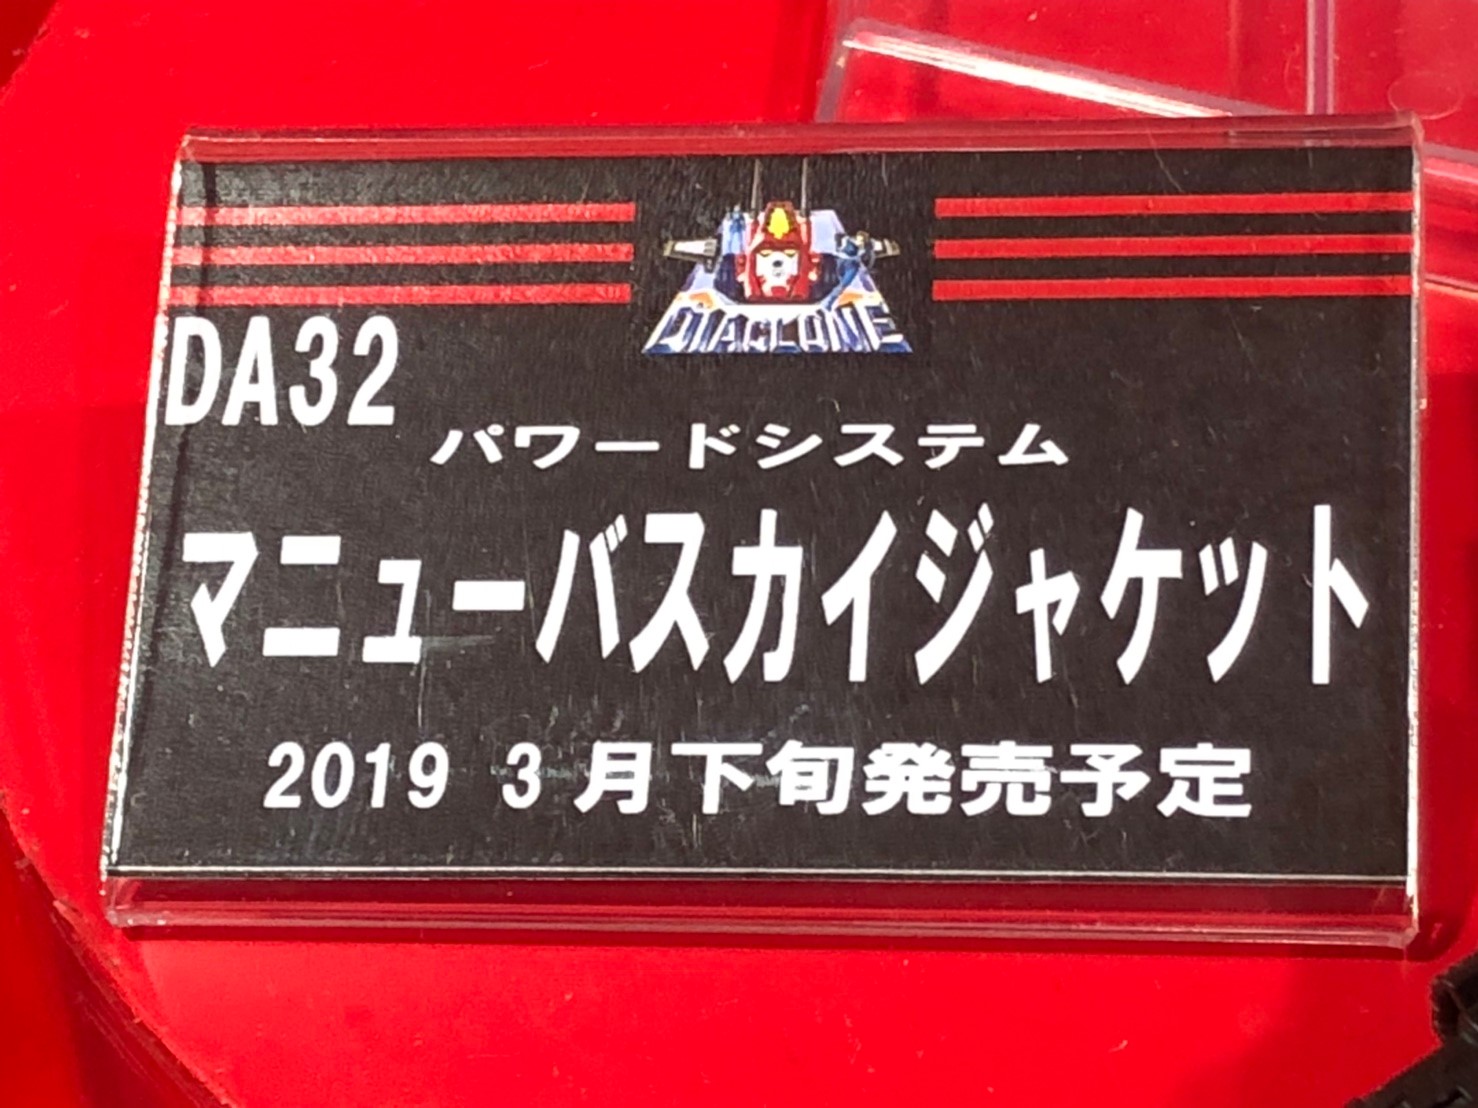 DIACLONE
DA32
パワードシステム
マニューバスカイジャケット
2019 3月下旬発売予定